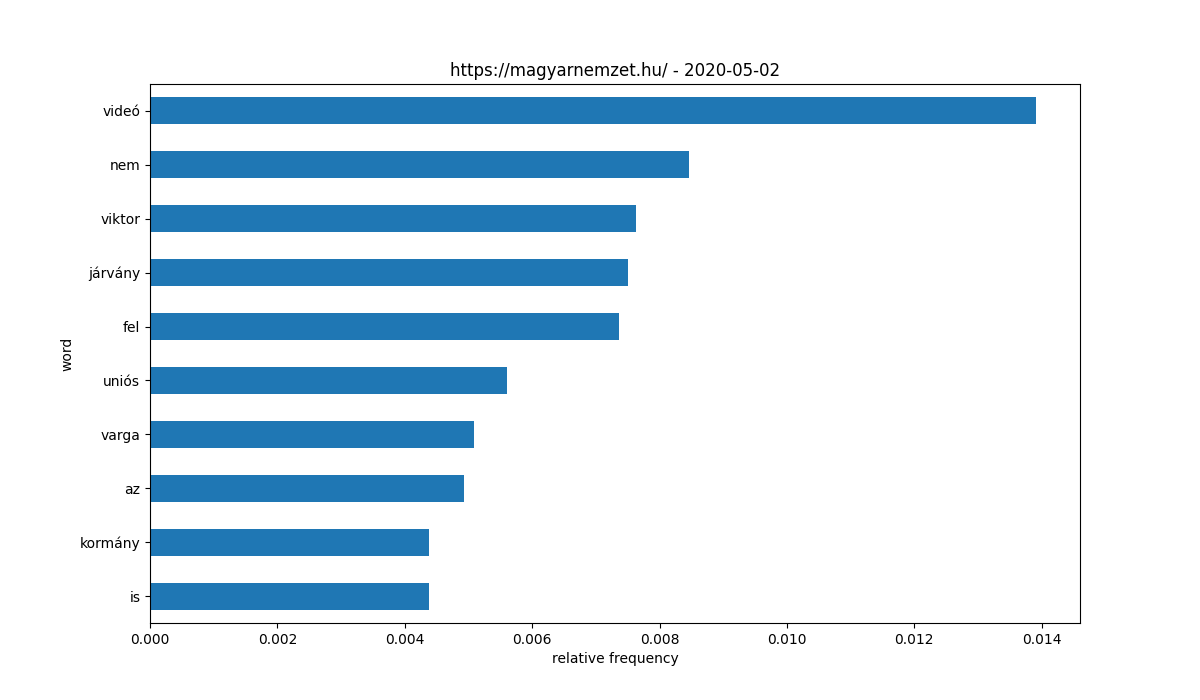 https://magyarnemzet.hu/ - 2020-05-02
videó
nem
viktor
járvány
fel
uniós
varga
az
kormány
is
word
0.000 0.002 0.004 0.006 0.008 0.010 0.012 0.014
relative frequency